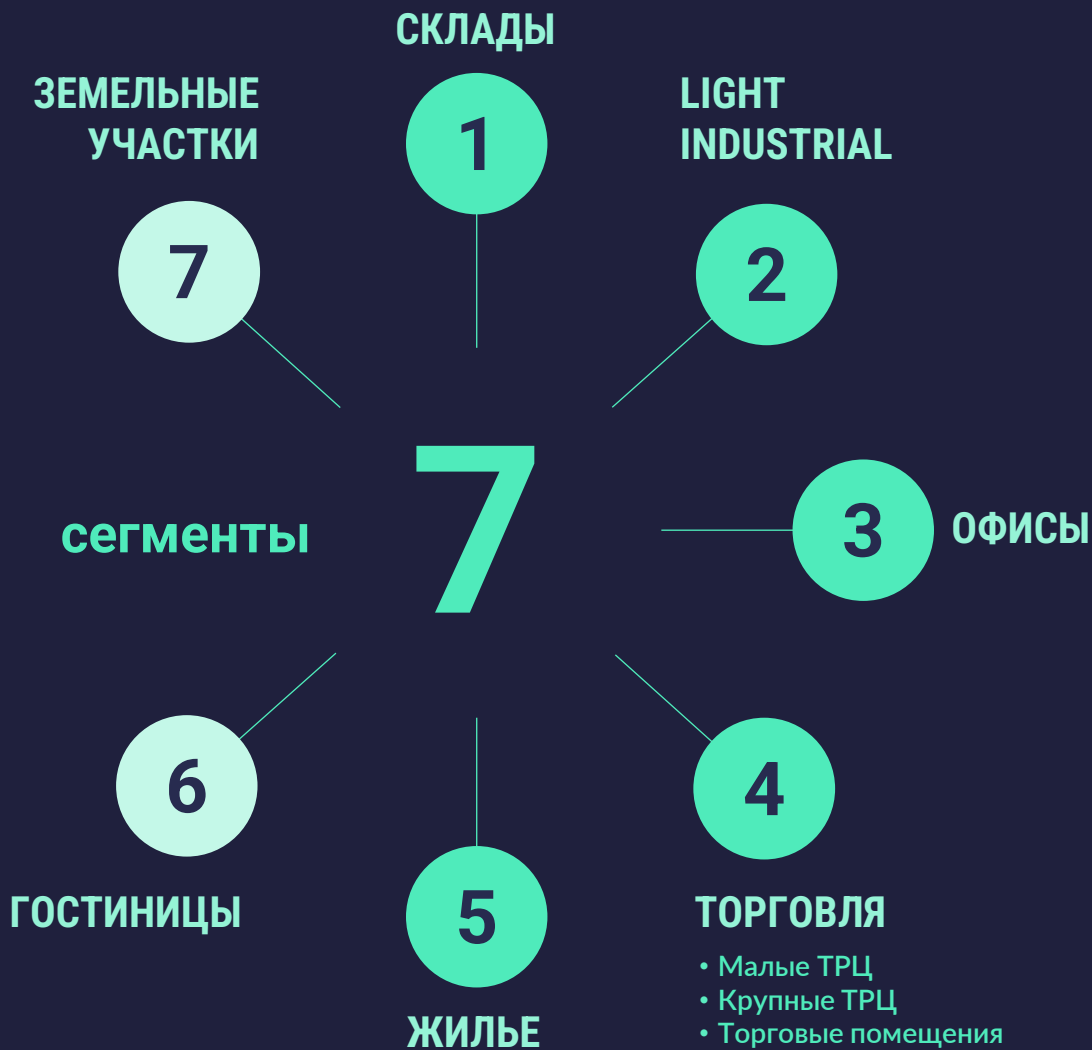 СКЛАДЫ
1
LIGHT
INDUSTRIAL
2
3
ОФИСЫ
4
ТОРГОВЛЯ
• Малые ТРЦ
• Крупные ТРЦ
• Торговые помещения
5
ЖИЛЬЕ
6
ГОСТИНИЦЫ
ЗЕМЕЛЬНЫЕ
УЧАСТКИ
7
7
сегменты